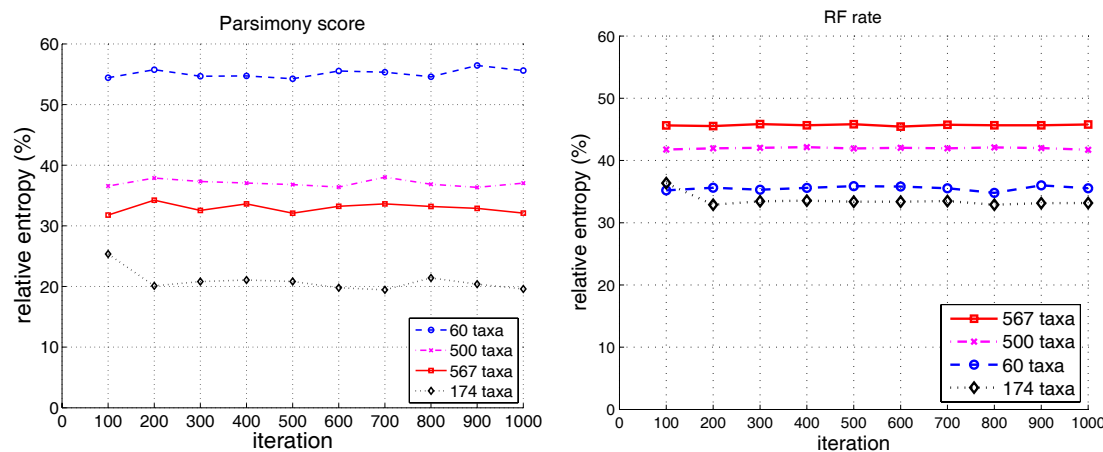 Parsimony score
relative entropy (%)
60
50
40
30
20
10
0
0 100 200 300 400 500 600 700 800 900 1000
iteration
60 taxa
500 taxa
567 taxa
174 taxa
RF rate
relative entropy (%)
60
50
40
30
20
10
0
0 100 200 300 400 500 600 700 800 900 1000
iteration
567 taxa
500 taxa
60 taxa
174 taxa